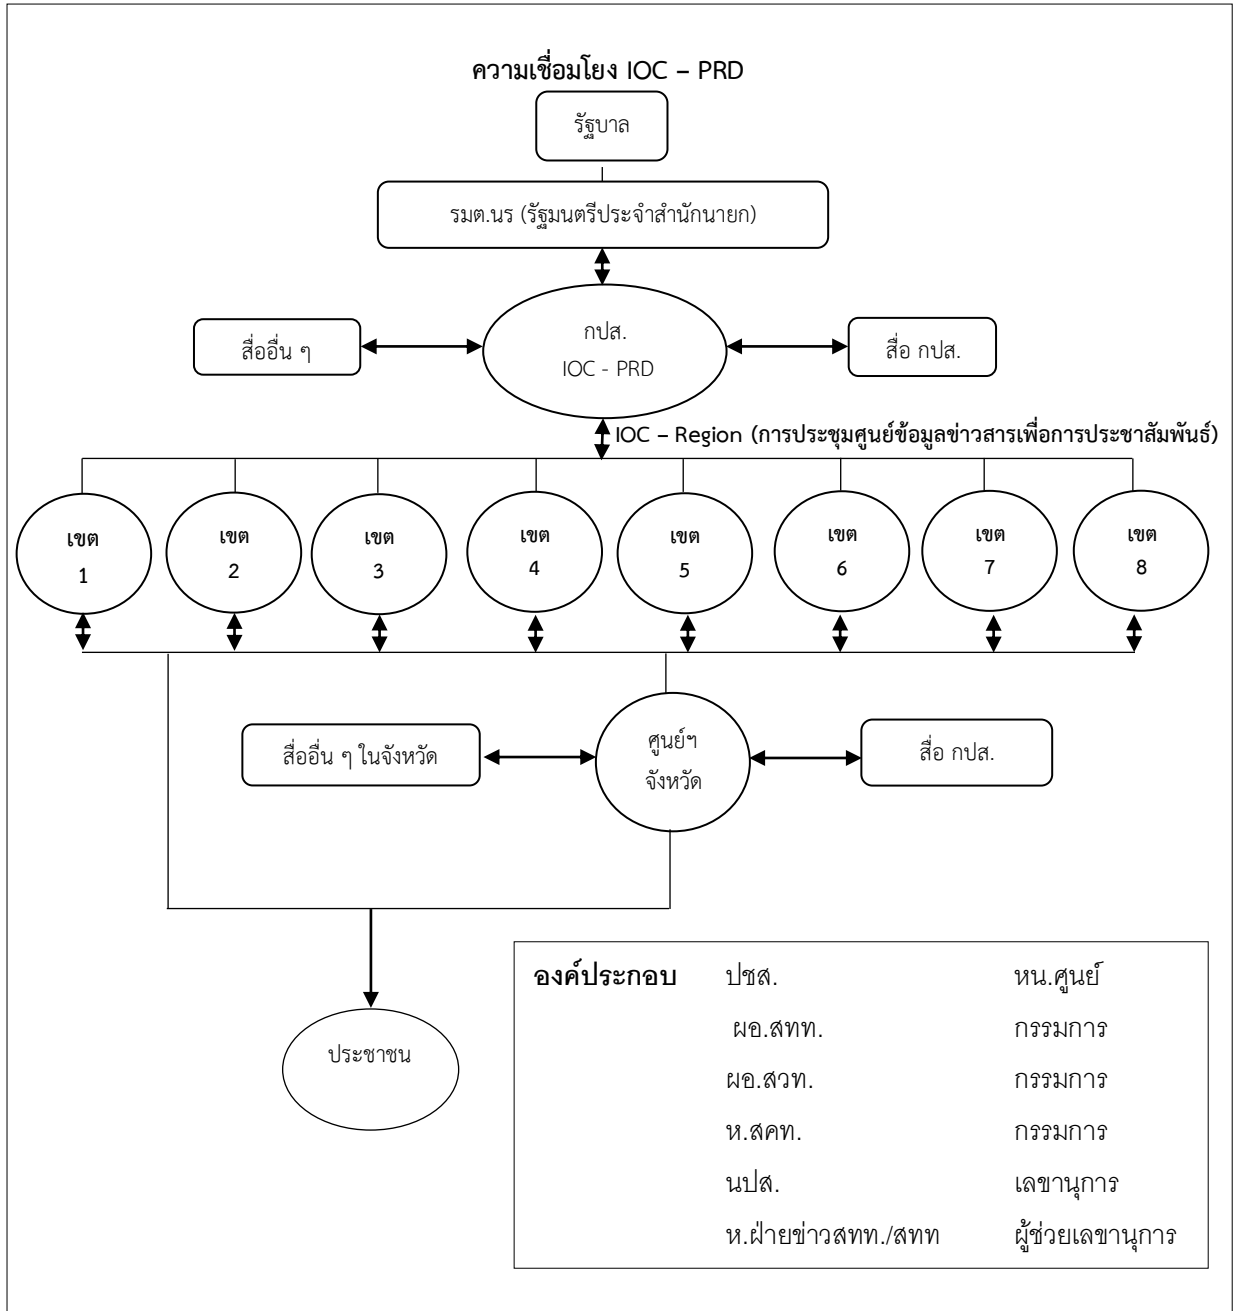 ความเชื่อมโยง IOC – PRD
รัฐบาล
รมต.นร (รัฐมนตรีประจำสำนักนายก)
สื่ออื่น ๆ
กปส.
IOC - PRD
สื่อ กปส.
IOC – Region (การประชุมศูนย์ข้อมูลข่าวสารเพื่อการประชาสัมพันธ์)
เขต
1
เขต
2
เขต
3
เขต
4
เขต
5
เขต
6
เขต
7
เขต
8
สื่ออื่น ๆ ในจังหวัด
ศูนย์ฯ
จังหวัด
สื่อ กปส.
ประชาชน
องค์ประกอบ ปชส. หน.ศูนย์
ผอ.สทท. กรรมการ
ผอ.สวท. กรรมการ
ห.สคท. กรรมการ
นปส. เลขานุการ
ห.ฝ่ายข่าวสทท./สทท ผู้ช่วยเลขานุการ